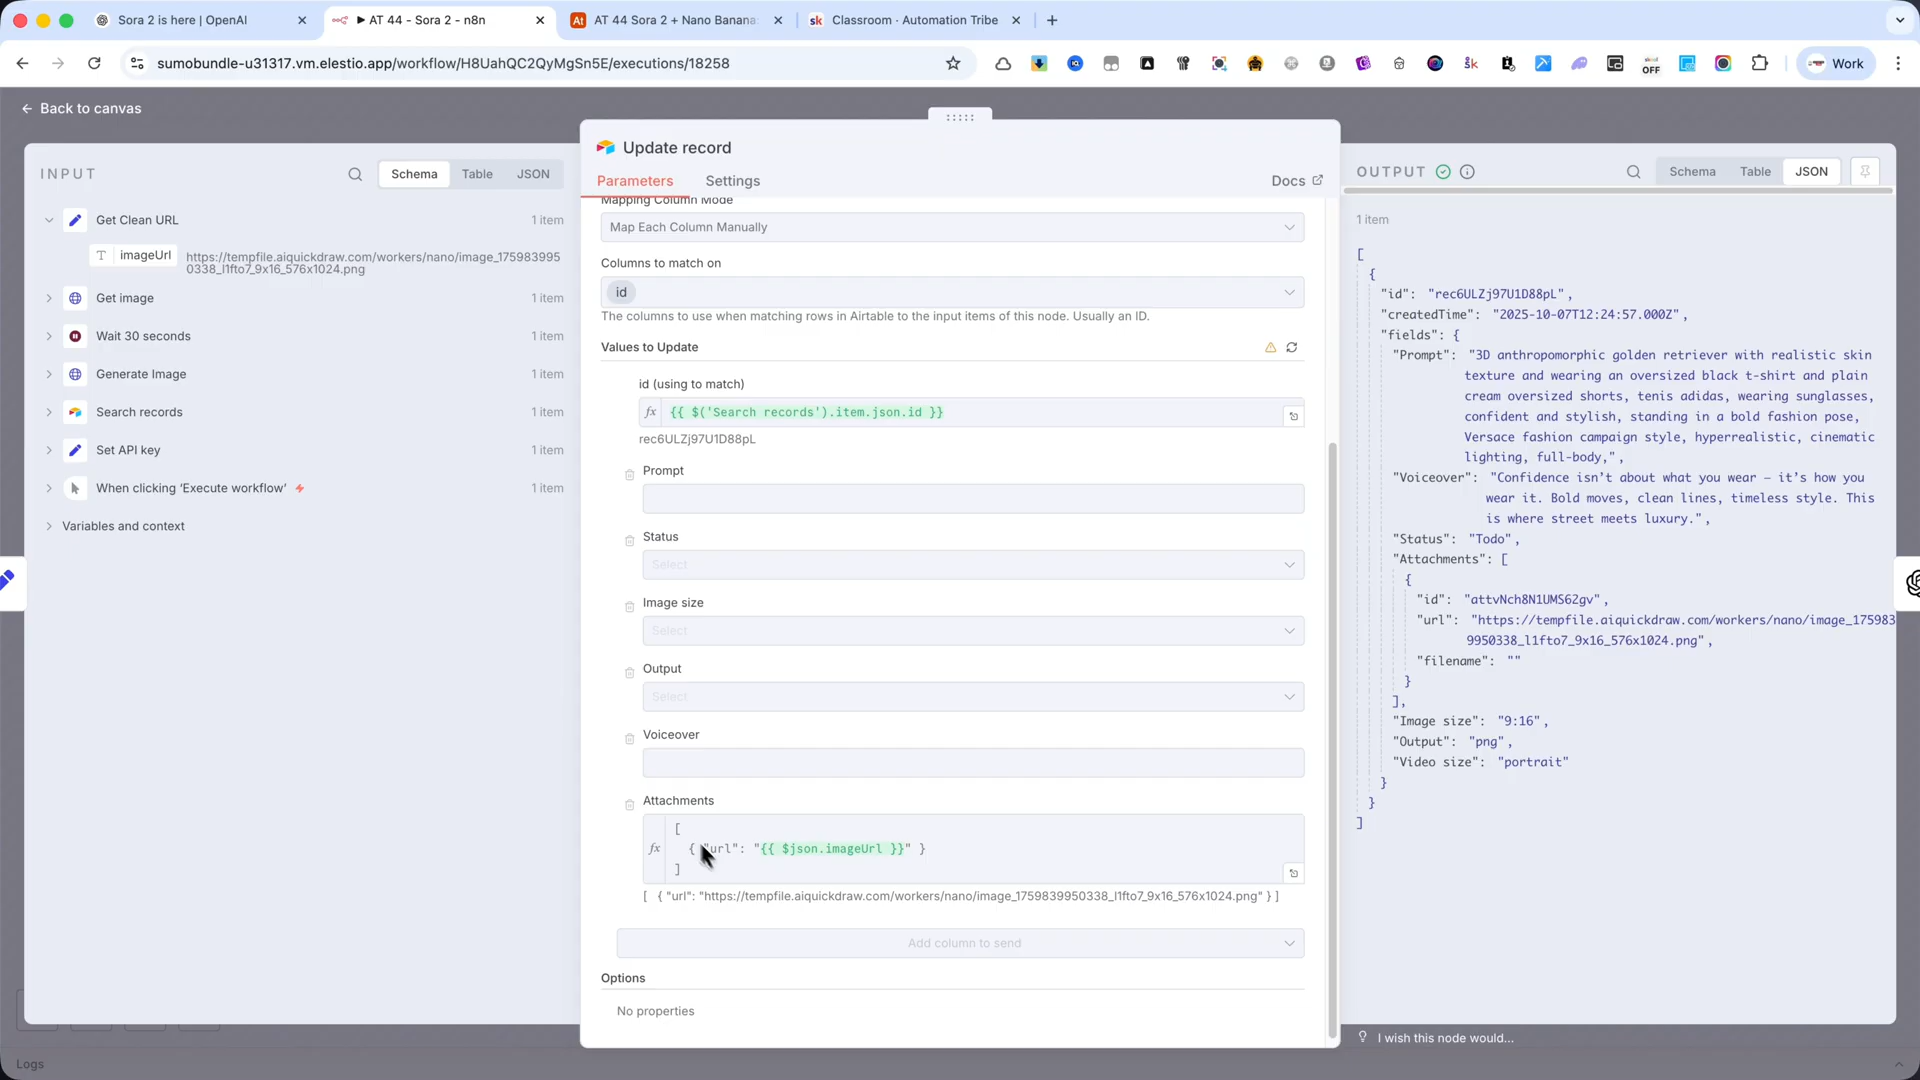 Sora 2 is here | OpenAI
▶ AT 44 - Sora 2 - n8n
AT 44 Sora 2 + Nano Banana
Classroom · Automation Tribe
sumobundle-u31317.vm.elestio.app/workflow/H8UahQC2QyMgSn5E/executions/18258
OFF
Work
← Back to canvas
INPUT
Schema
Table
JSON
Get Clean URL
1 item
T imageUrl
https://tempfile.aiquickdraw.com/workers/nano/image_175983995
0338_l1fto7_9x16_576x1024.png
Get image
1 item
Wait 30 seconds
1 item
Generate Image
1 item
Search records
1 item
Set API key
1 item
When clicking ‘Execute workflow’
1 item
Variables and context
Update record
Parameters
Settings
Docs
Mapping Column Mode
Map Each Column Manually
Columns to match on
id
The columns to use when matching rows in Airtable to the input items of this node. Usually an ID.
Values to Update
id (using to match)
fx {{ $('Search records').item.json.id }}
rec6ULZj97U1D88pL
Prompt
Status
Select
Image size
Select
Output
Select
Voiceover
Attachments
[
fx { "url": "{{ $json.imageUrl }}" }
]
[ { "url": "https://tempfile.aiquickdraw.com/workers/nano/image_1759839950338_l1fto7_9x16_576x1024.png" } ]
Add column to send
Options
No properties
OUTPUT
Schema
Table
JSON
1 item
[
{
"id": "rec6ULZj97U1D88pL",
"createdTime": "2025-10-07T12:24:57.000Z",
"fields": {
"Prompt": "3D anthropomorphic golden retriever with realistic skin
texture and wearing an oversized black t-shirt and plain
cream oversized shorts, tenis adidas, wearing sunglasses,
confident and stylish, standing in a bold fashion pose,
Versace fashion campaign style, hyperrealistic, cinematic
lighting, full-body,",
"Voiceover": "Confidence isn’t about what you wear — it’s how you
wear it. Bold moves, clean lines, timeless style. This
is where street meets luxury.",
"Status": "Todo",
"Attachments": [
{
"id": "attvNch8N1UMS62gv",
"url": "https://tempfile.aiquickdraw.com/workers/nano/image_175983
9950338_l1fto7_9x16_576x1024.png",
"filename": ""
}
],
"Image size": "9:16",
"Output": "png",
"Video size": "portrait"
}
}
]
I wish this node would...
Logs